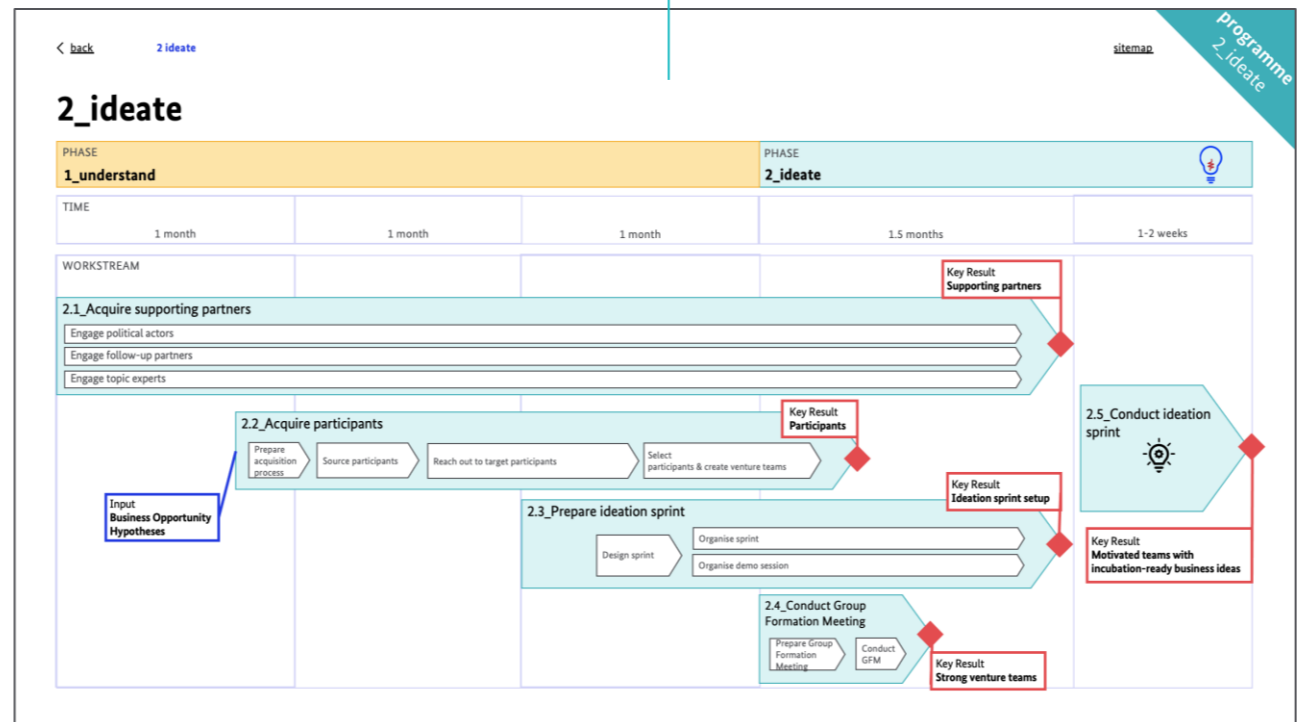 back
2 ideate
sitemap
programme
2_ideate
2_ideate
PHASE
1_understand
PHASE
2_ideate
TIME
1 month
1 month
1 month
1.5 months
1-2 weeks
WORKSTREAM
Key Result
Supporting partners
2.1_Acquire supporting partners
Engage political actors
Engage follow-up partners
Engage topic experts
2.2_Acquire participants
Key Result
Participants
Prepare
acquisition
process
Source participants
Reach out to target participants
Select
participants & create venture teams
2.5_Conduct ideation
sprint
Input
Business Opportunity
Hypotheses
Key Result
Ideation sprint setup
2.3_Prepare ideation sprint
Design sprint
Organise sprint
Organise demo session
Key Result
Motivated teams with
incubation-ready business ideas
2.4_Conduct Group
Formation Meeting
Prepare Group
Formation
Meeting
Conduct
GFM
Key Result
Strong venture teams